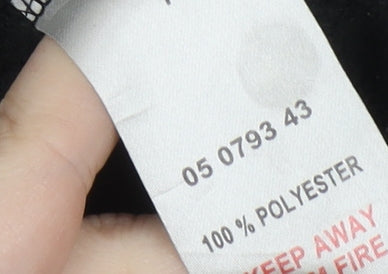 05 0793 43
100 % POLYESTER
KEEP AWAY
FIRE